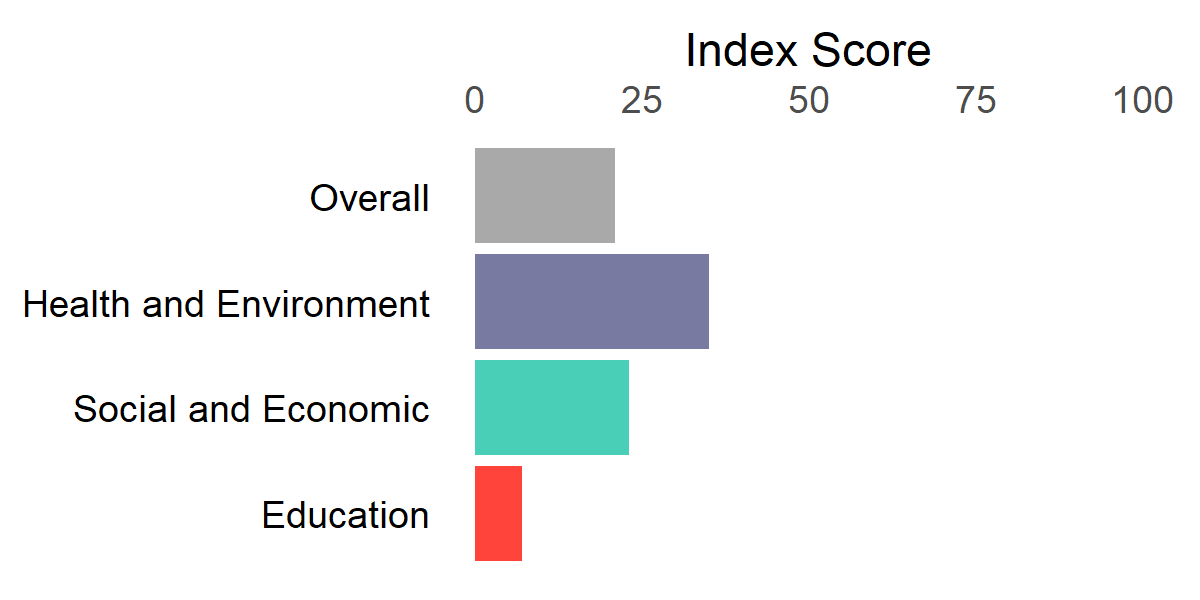 Index Score
0 25 50 75 100
Overall
Health and Environment
Social and Economic
Education